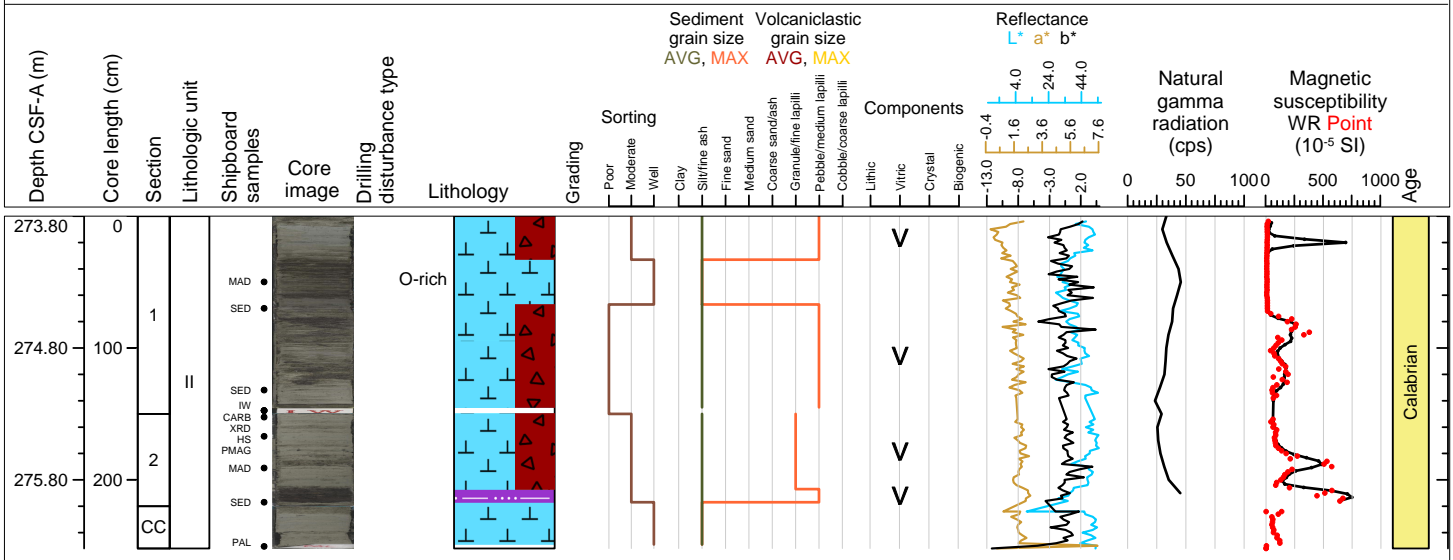 Depth CSF-A (m)
Core length (cm)
Section
Lithologic unit
Shipboard
samples
Core
image
Drilling
disturbance type
Lithology
Grading
Sorting
Poor
Moderate
Well
Sediment
grain size
AVG, MAX
Volcaniclastic
grain size
AVG, MAX
Clay
Silt/fine ash
Fine sand
Medium sand
Coarse sand/ash
Granule/fine lapilli
Pebble/medium lapilli
Cobble/coarse lapilli
Components
Lithic
Vitric
Crystal
Biogenic
Reflectance
L* a* b*
4.0 24.0 44.0
-0.4 1.6 3.6 5.6 7.6
-13.0 -8.0 -3.0 2.0
Natural
gamma
radiation
(cps)
0 50 100
Magnetic
susceptibility
WR Point
(10-5 SI)
0 500 1000
Age
273.80
274.80
275.80
0
100
200
1
2
CC
II
MAD
SED
SED
IW
CARB
XRD
HS
PMAG
MAD
SED
PAL
O-rich
V
V
V
V
Calabrian